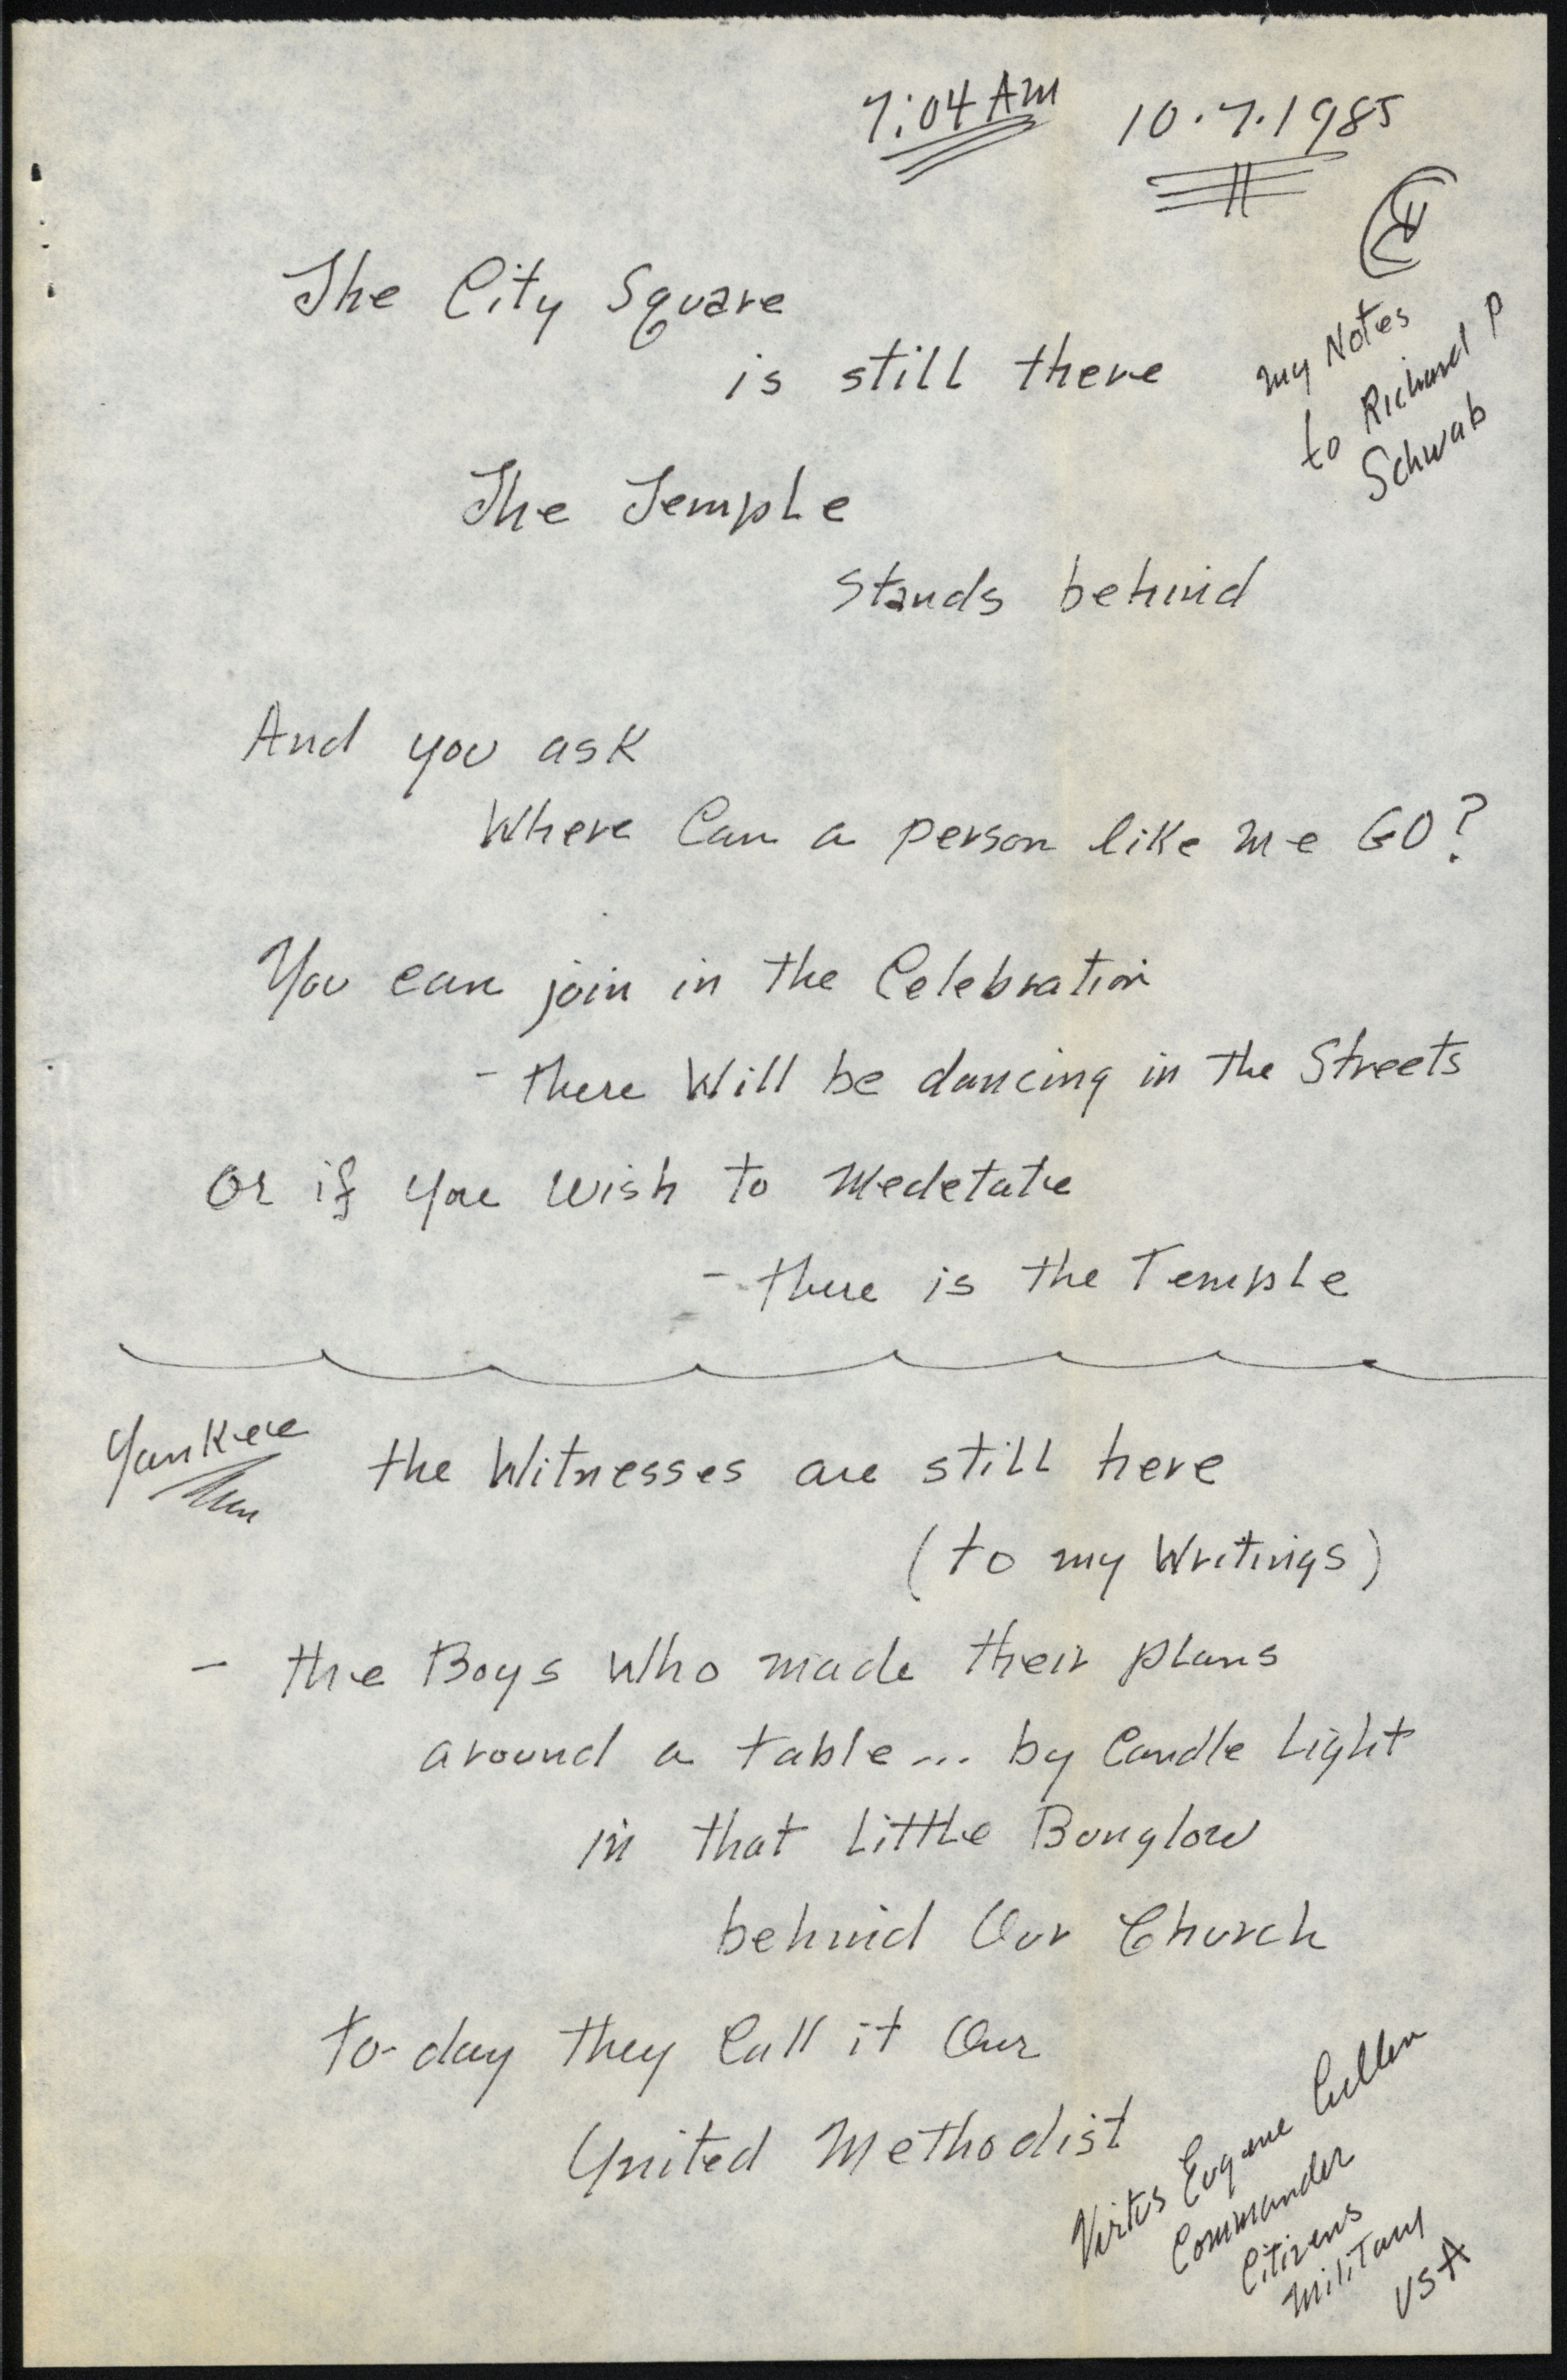 7:04 AM 10.7.1985
My Notes
to Richard P
Schwab
The City Square
is still there
The Temple
Stands behind
And you ask
Where Can a person like me GO?
You can join in the Celebration
- there Will be dancing in the Streets
Or if you wish to Medetate
- there is the Temple
Yankee
the Witnesses are still here
(to my Writings)
- the Boys Who made their plans
around a table... by Candle Light
in that Little Bunglow
behind Our Church
to-day they Call it Our
United Methodist
Virtus Eugene Cullen
Commander
Citizens
Military
USA